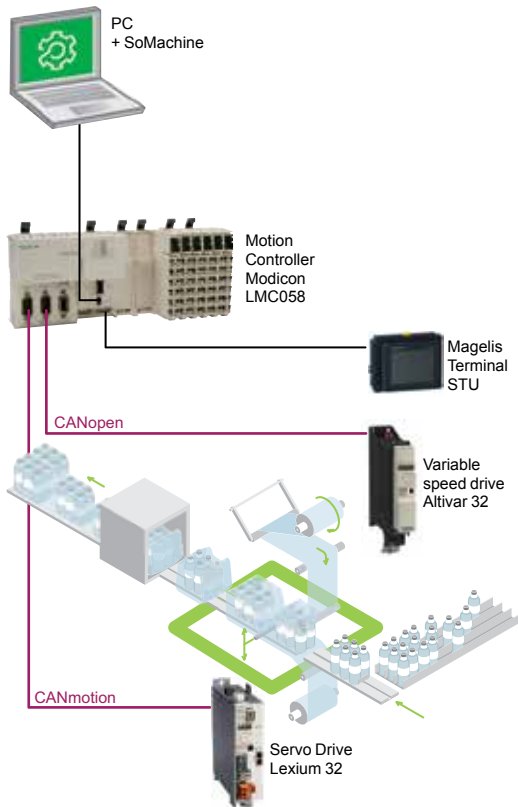 PC
+ SoMachine
Motion
Controller
Modicon
LMC058
Magelis
Terminal
STU
CANopen
Variable
speed drive
Altivar 32
CANmotion
Servo Drive
Lexium 32